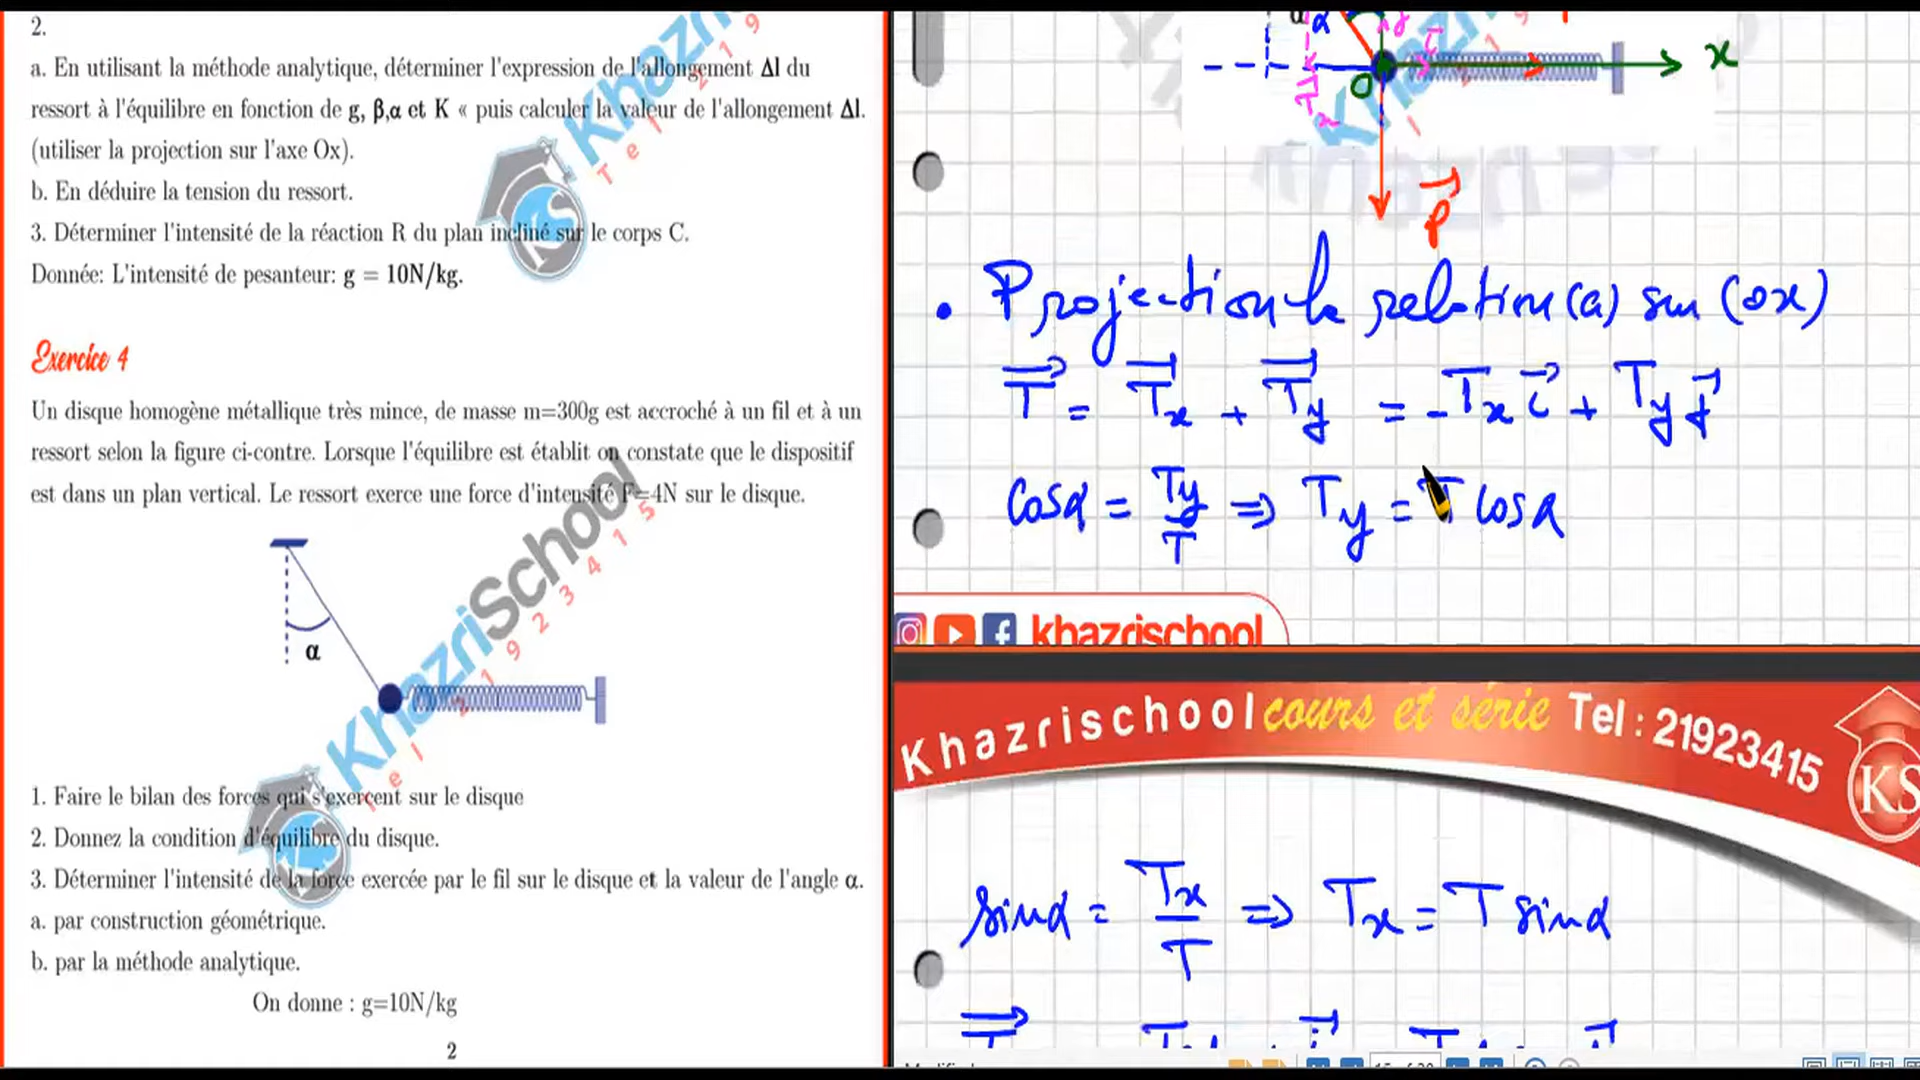 2.
a. En utilisant la méthode analytique, déterminer l'expression de l'allongement Δl du
ressort à l'équilibre en fonction de g, β,α et K « puis calculer la valeur de l'allongement Δl.
(utiliser la projection sur l'axe Ox).
b. En déduire la tension du ressort.
3. Déterminer l'intensité de la réaction R du plan incliné sur le corps C.
Donnée: L'intensité de pesanteur: g = 10N/kg.
Exercice 4
Un disque homogène métallique très mince, de masse m=300g est accroché à un fil et à un
ressort selon la figure ci-contre. Lorsque l'équilibre est établit on constate que le dispositif
est dans un plan vertical. Le ressort exerce une force d'intensité F=4N sur le disque.
α
KhazriSchool
Tel 21923415
KS
1. Faire le bilan des forces qui s'exercent sur le disque
2. Donnez la condition d'équilibre du disque.
3. Déterminer l'intensité de la force exercée par le fil sur le disque et la valeur de l'angle α.
a. par construction géométrique.
b. par la méthode analytique.
On donne : g=10N/kg
2
α
x
O
P⃗
• Projection la relation (a) sur (ox)
T⃗ = T⃗x + T⃗y = -Tx i⃗ + Ty j⃗
cosα = Ty/T ⇒ Ty = T cosα
khazrischool
Khazrischool cours et série Tel : 21923415
KS
sinα = Tx/T ⇒ Tx = T sinα